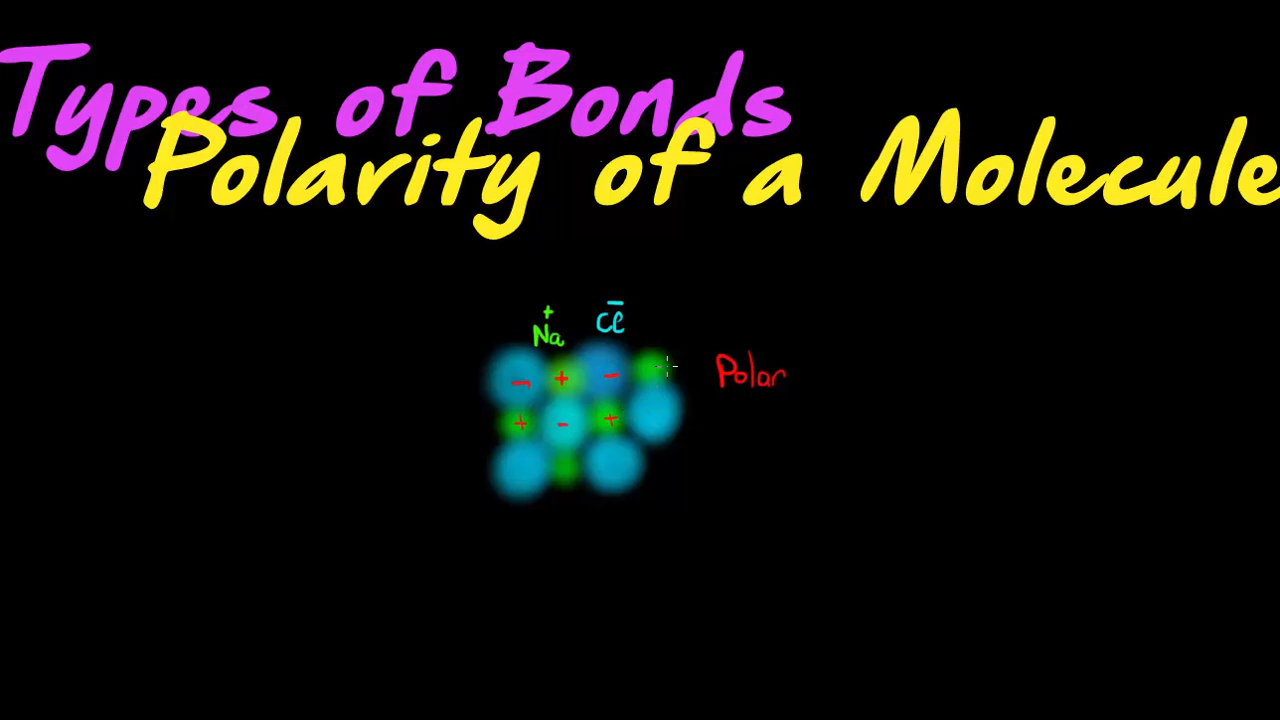 Types of Bonds
Polarity of a Molecule
+ −
Na Cl
Polar
− + −
+ − +